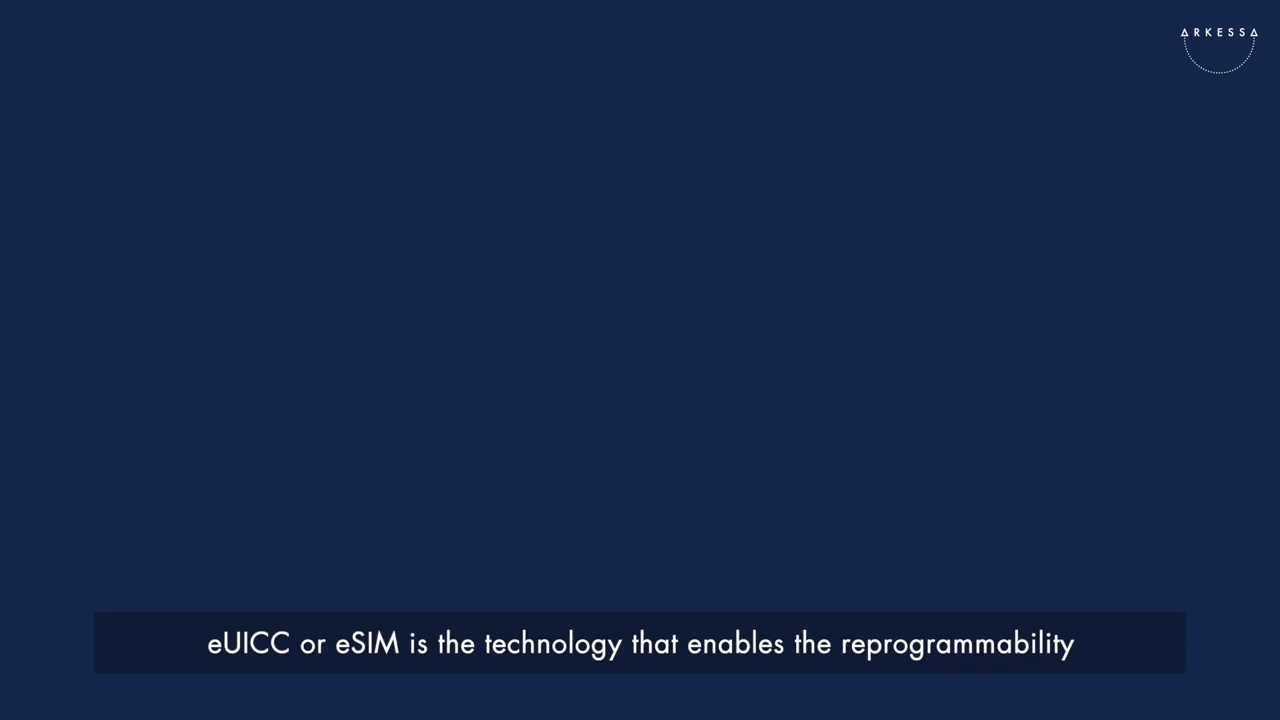 ARKESSA
eUICC or eSIM is the technology that enables the reprogrammability